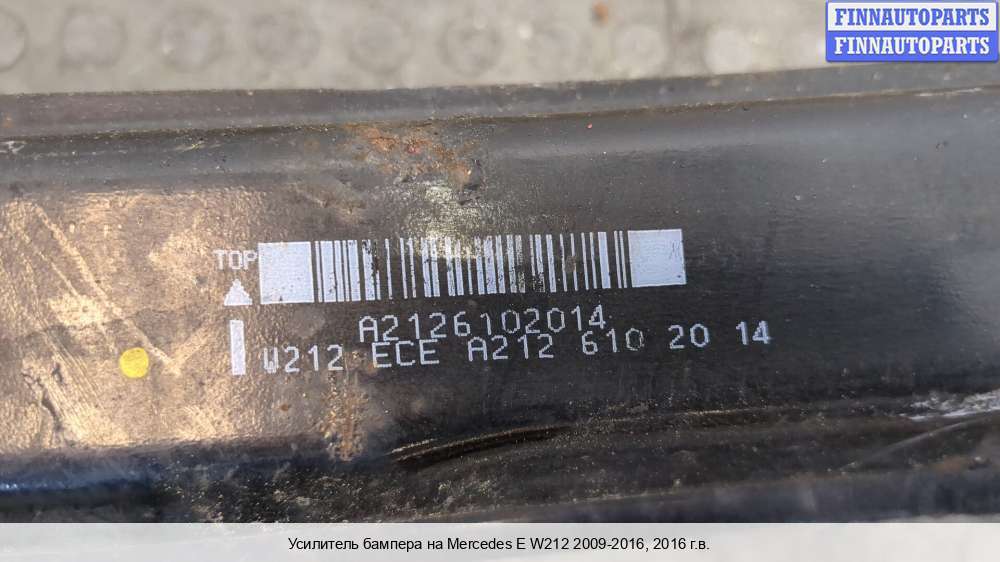 FINNAUTOPARTS
FINNAUTOPARTS
TOP
A2126102014
W212 ECE A212 610 20 14
Усилитель бампера на Mercedes E W212 2009-2016, 2016 г.в.